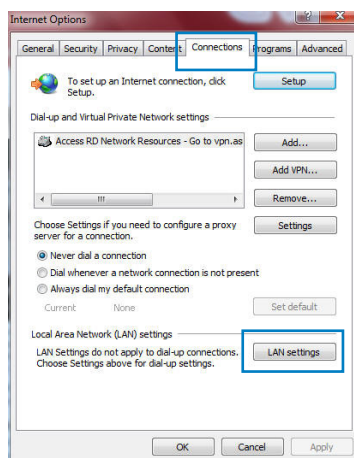 Internet Options
General Security Privacy Content Connections Programs Advanced
To set up an Internet connection, click
Setup.
Setup
Dial-up and Virtual Private Network settings
Access RD Network Resources - Go to vpn.as
Add...
Add VPN...
Remove...
Choose Settings if you need to configure a proxy
server for a connection.
Settings
Never dial a connection
Dial whenever a network connection is not present
Always dial my default connection
Current None
Set default
Local Area Network (LAN) settings
LAN Settings do not apply to dial-up connections.
Choose Settings above for dial-up settings.
LAN settings
OK Cancel Apply